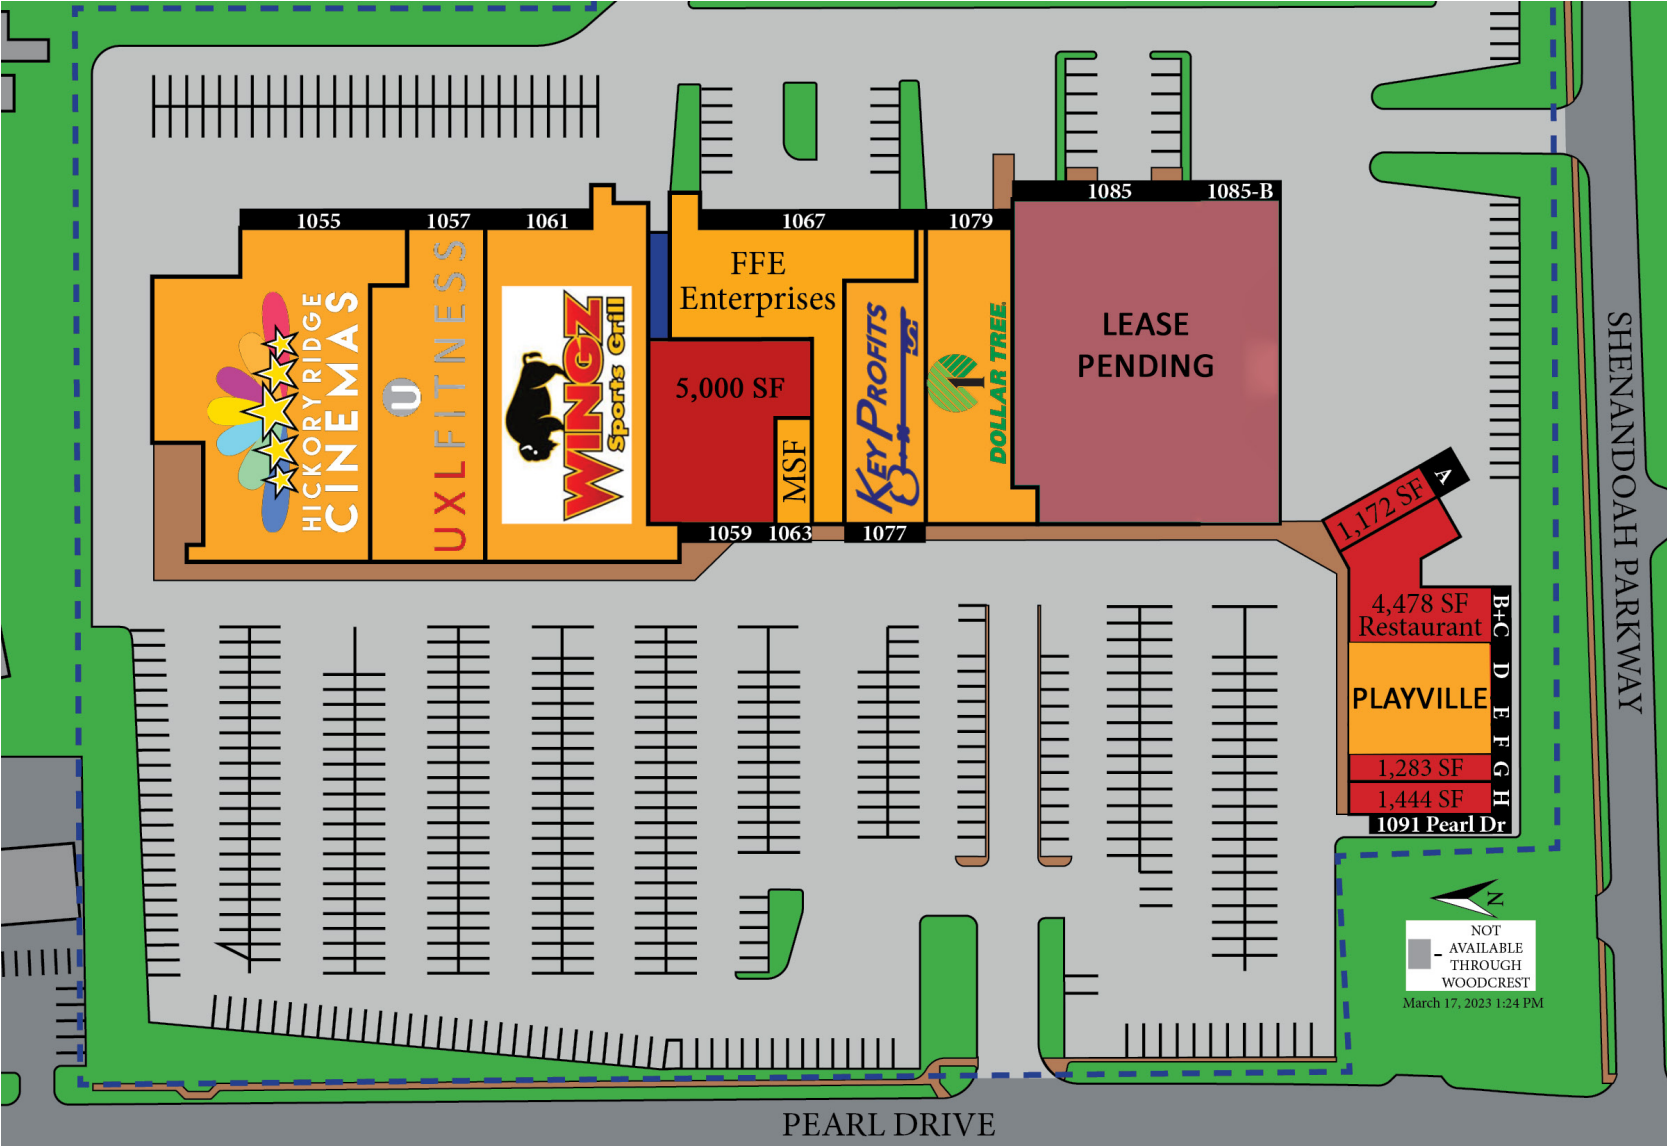 1055
1057
1061
1067
1079
1085
1085-B
HICKORY RIDGE
CINEMAS
U
UXL FITNESS
WINGZ
Sports Grill
FFE
Enterprises
5,000 SF
MSF
KEY PROFITS
DOLLAR TREE
LEASE
PENDING
1059
1063
1077
A
1,172 SF
4,478 SF
Restaurant
B+C
D
PLAYVILLE
E
F
1,283 SF
G
1,444 SF
H
1091 Pearl Dr
SHENANDOAH PARKWAY
N
NOT
- AVAILABLE
THROUGH
WOODCREST
March 17, 2023 1:24 PM
PEARL DRIVE